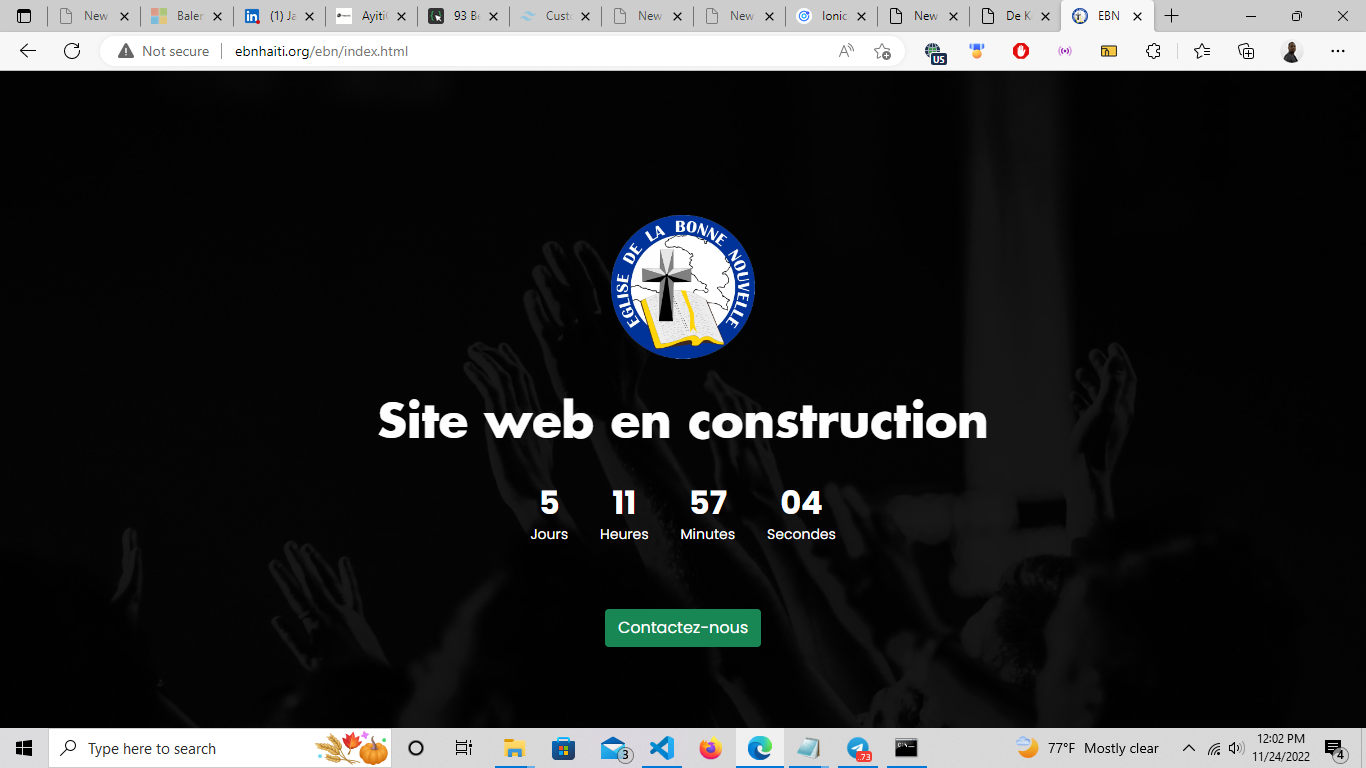 New
Baler
(1) Ja
Ayiti
93 Be
Custo
New
New
Ionic
New
De K
EBN
Not secure
ebnhaiti.org/ebn/index.html
US
EGLISE DE LA BONNE NOUVELLE
Site web en construction
5 11 57 04
Jours Heures Minutes Secondes
Contactez-nous
Type here to search
3
.73
77°F Mostly clear
12:02 PM
11/24/2022
4